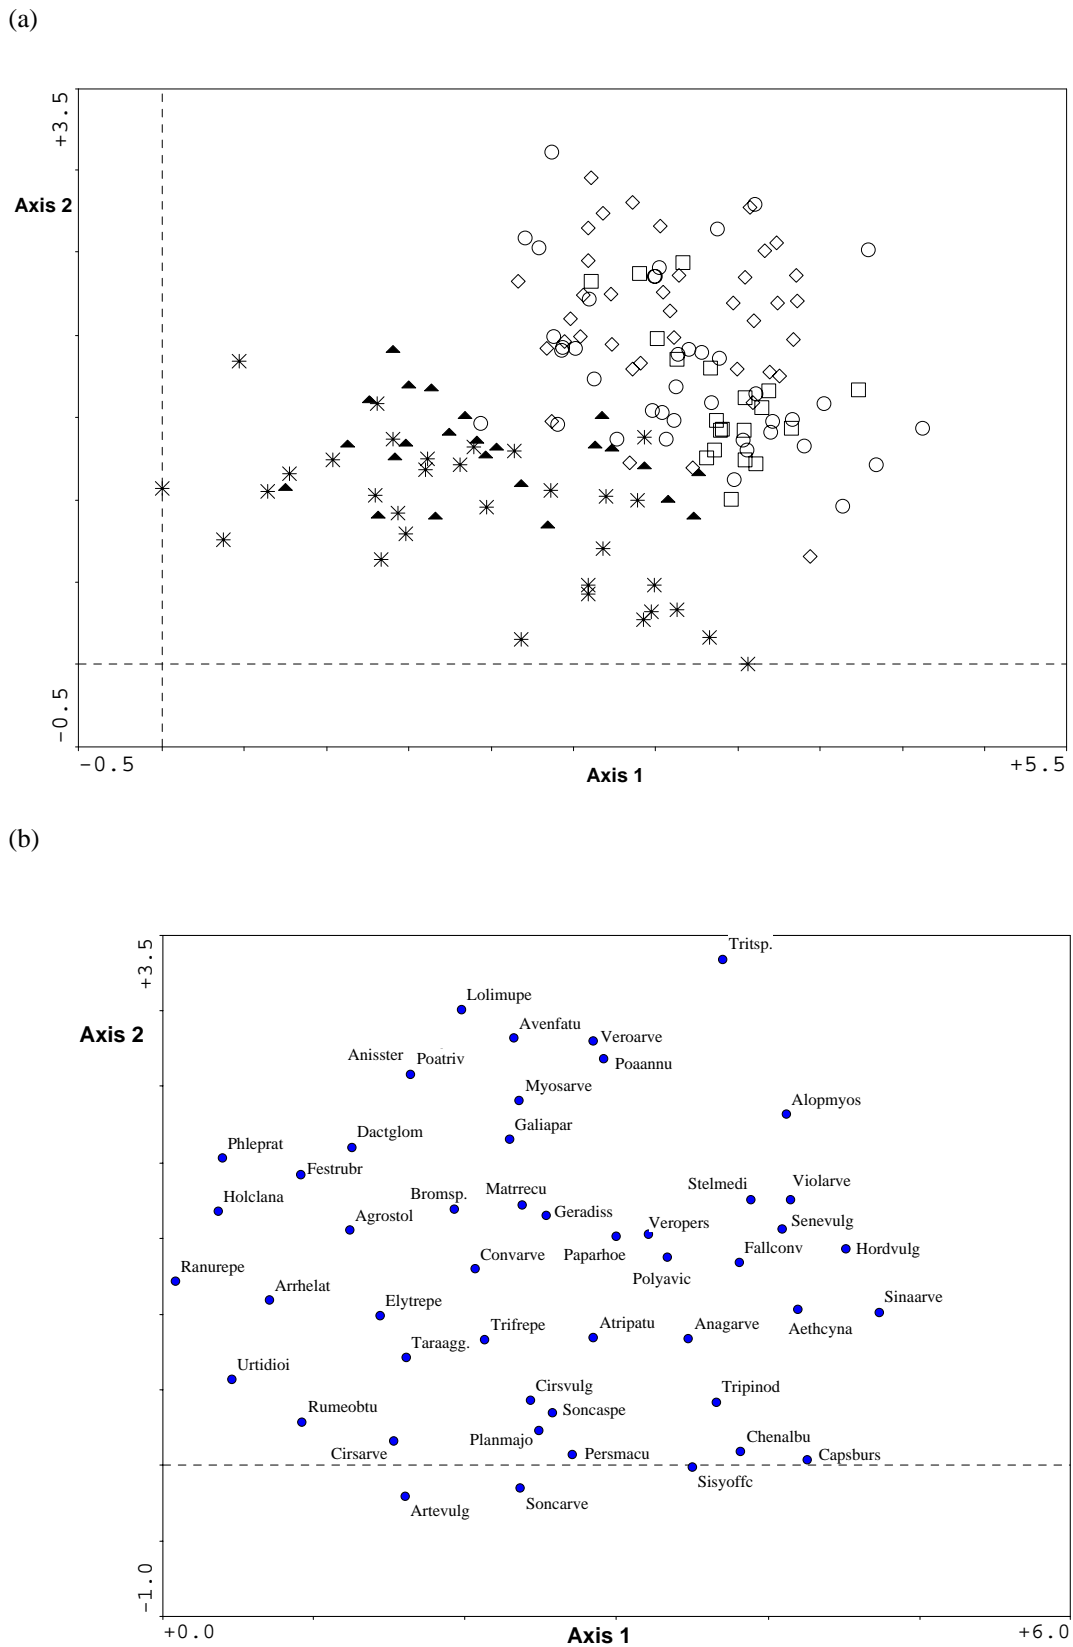 (a)
+3.5
Axis 2
-0.5
-0.5
+5.5
Axis 1
(b)
+3.5
Tritsp.
Lolimupe
Axis 2
Avenfatu
Veroarve
Anisster
Poatriv
Poaannu
Myosarve
Alopmyos
Galiapar
Dactglom
Phleprat
Festrubr
Matrrecu
Stelmedi
Violarve
Holclana
Bromsp.
Agrostol
Geradiss
Veropers
Senevulg
Paparhoe
Fallconv
Hordvulg
Convarve
Ranurepe
Polyavic
Arrhelat
Sinaarve
Elytrepe
Trifrepe
Atripatu
Anagarve
Aethcyna
Taraagg.
Urtidioi
Cirsvulg
Tripinod
Rumeobtu
Soncaspe
Planmajo
Chenalbu
Cirsarve
Persmacu
Capsburs
Sisyoffc
Artevulg
Soncarve
-1.0
+0.0
+6.0
Axis 1